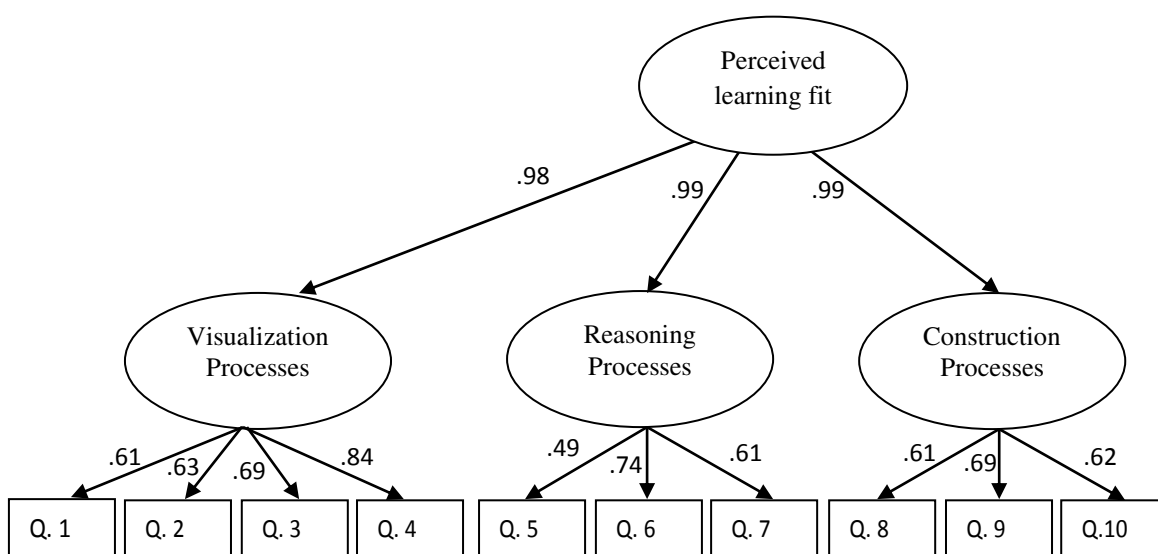 Perceived
learning fit
.98
.99
.99
Visualization
Processes
Reasoning
Processes
Construction
Processes
.61
.63
.69
.84
.49
.74
.61
.61
.69
.62
Q. 1
Q. 2
Q. 3
Q. 4
Q. 5
Q. 6
Q. 7
Q. 8
Q. 9
Q.10